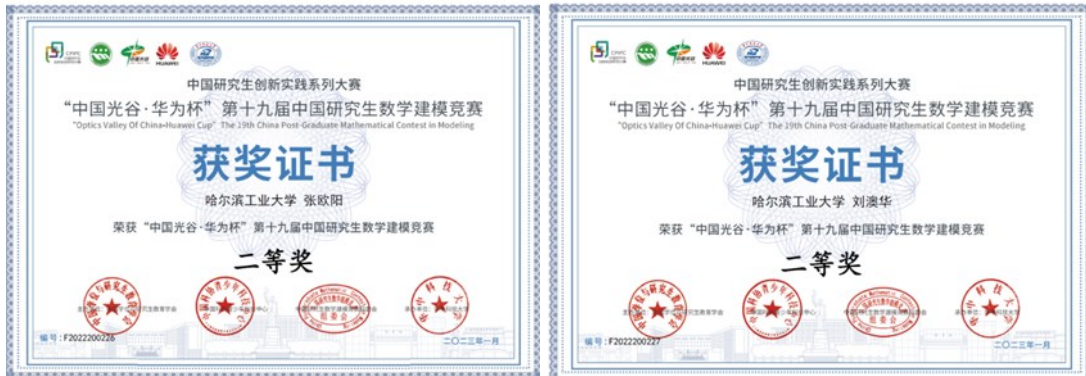 HUAWEI
中国研究生创新实践系列大赛
“中国光谷·华为杯”第十九届中国研究生数学建模竞赛
"Optics Valley Of China•Huawei Cup" The 19th China Post-Graduate Mathematical Contest in Modeling
获奖证书
哈尔滨工业大学 张欧阳
荣获“中国光谷·华为杯”第十九届中国研究生数学建模竞赛
二等奖
编号:F2022200226
二〇二三年一月
HUAWEI
中国研究生创新实践系列大赛
“中国光谷·华为杯”第十九届中国研究生数学建模竞赛
"Optics Valley Of China•Huawei Cup" The 19th China Post-Graduate Mathematical Contest in Modeling
获奖证书
哈尔滨工业大学 刘澳华
荣获“中国光谷·华为杯”第十九届中国研究生数学建模竞赛
二等奖
编号:F2022200227
二〇二三年一月